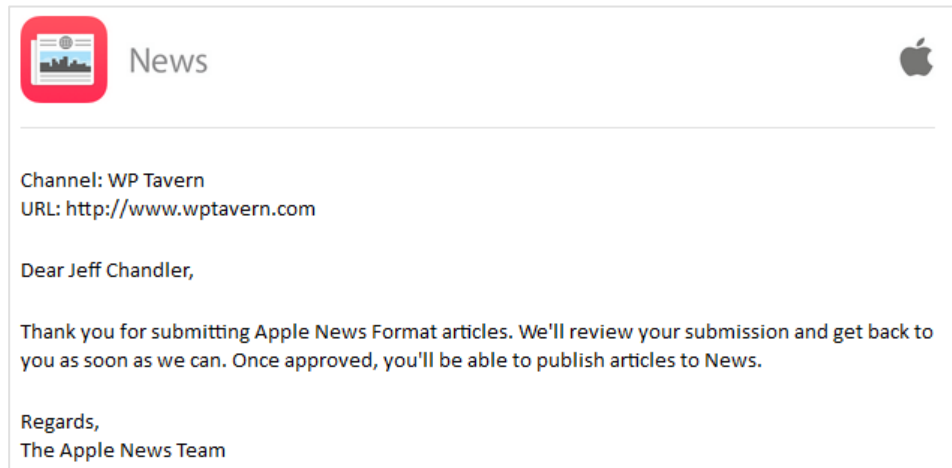 News
Channel: WP Tavern
URL: http://www.wptavern.com
Dear Jeff Chandler,
Thank you for submitting Apple News Format articles. We'll review your submission and get back to
you as soon as we can. Once approved, you'll be able to publish articles to News.
Regards,
The Apple News Team